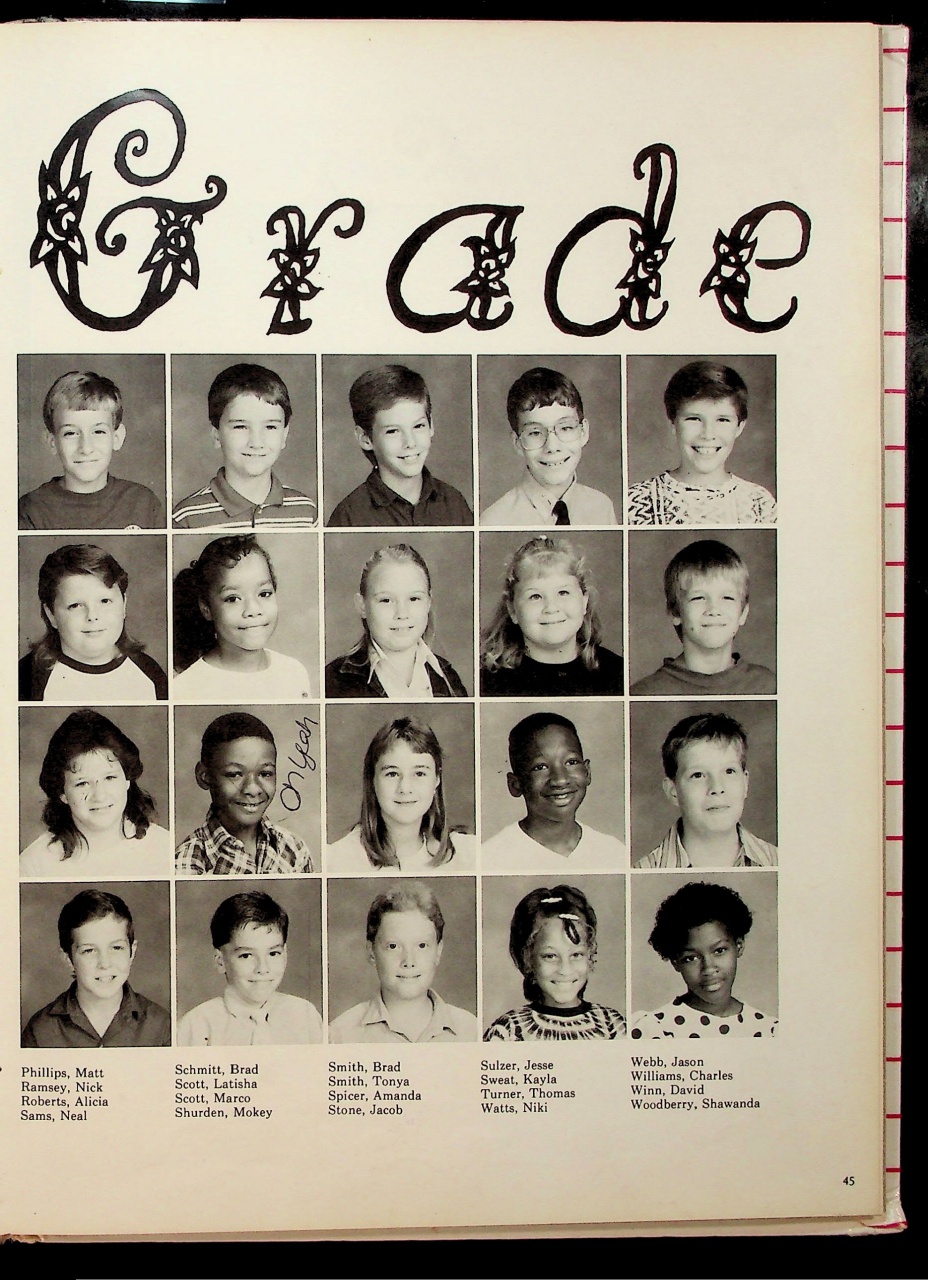 Grade
Oh yeah
Phillips, Matt
Ramsey, Nick
Roberts, Alicia
Sams, Neal
Schmitt, Brad
Scott, Latisha
Scott, Marco
Shurden, Mokey
Smith, Brad
Smith, Tonya
Spicer, Amanda
Stone, Jacob
Sulzer, Jesse
Sweat, Kayla
Turner, Thomas
Watts, Niki
Webb, Jason
Williams, Charles
Winn, David
Woodberry, Shawanda
45